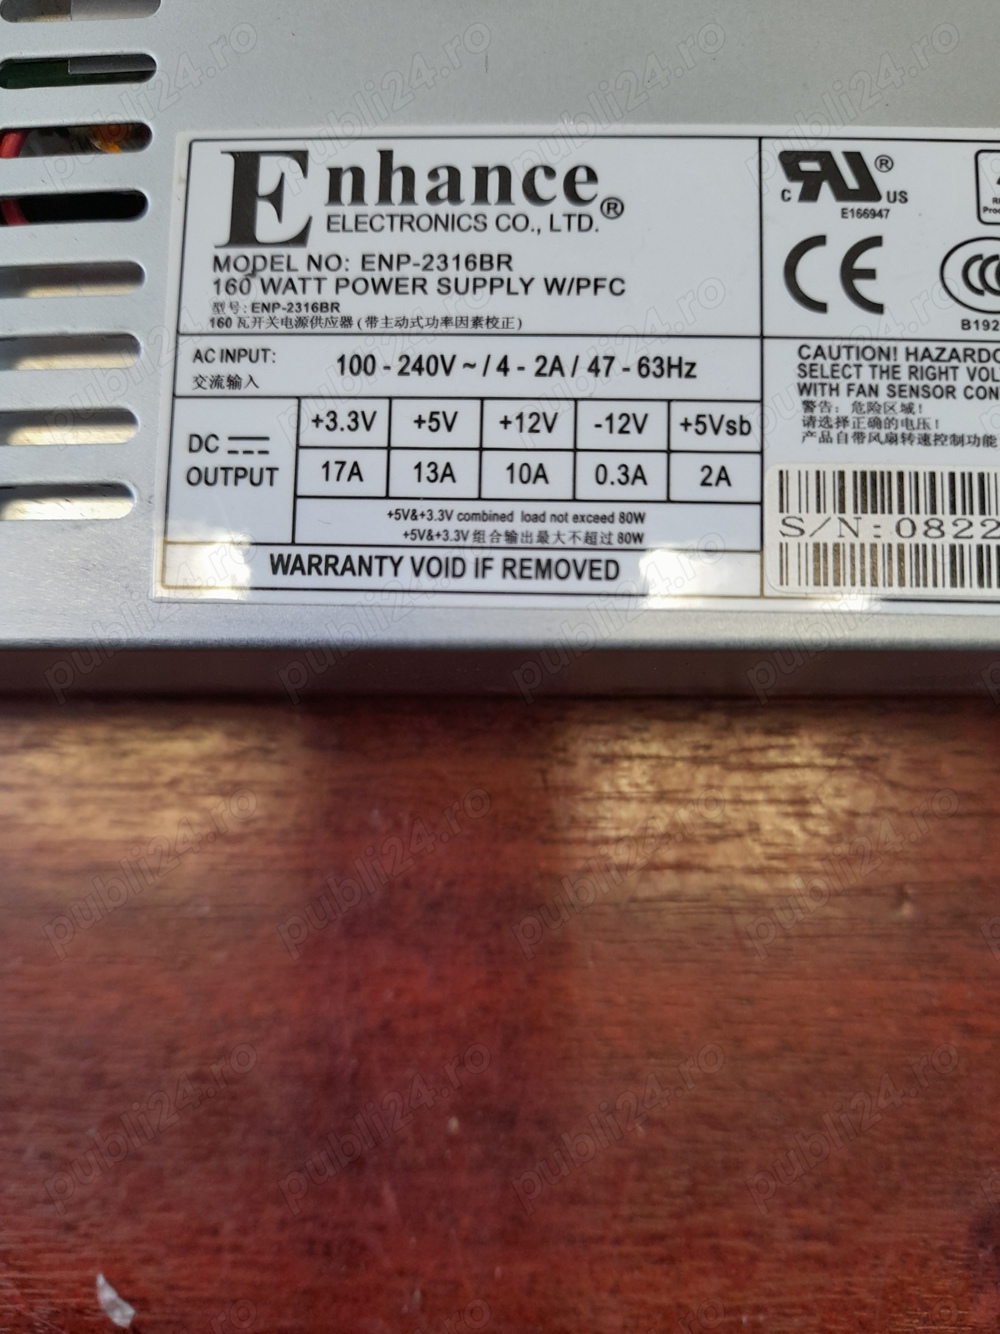 Enhance®
ELECTRONICS CO., LTD.
MODEL NO: ENP-2316BR
160 WATT POWER SUPPLY W/PFC
型号: ENP-2316BR
160 瓦开关电源供应器 (带主动式功率因素校正)
AC INPUT: 100 - 240V ~ / 4 - 2A / 47 - 63Hz
交流输入
DC OUTPUT
+3.3V +5V +12V -12V +5Vsb
17A 13A 10A 0.3A 2A
+5V&+3.3V combined load not exceed 80W
+5V&+3.3V 组合输出最大不超过 80W
WARRANTY VOID IF REMOVED
C RU ® US
E166947
CE
CCC
B192
CAUTION! HAZARDO
SELECT THE RIGHT VOL
WITH FAN SENSOR CON
警告: 危险区域!
请选择正确的电压!
产品自带风扇转速控制功能
S/N:0822
publi24.ro